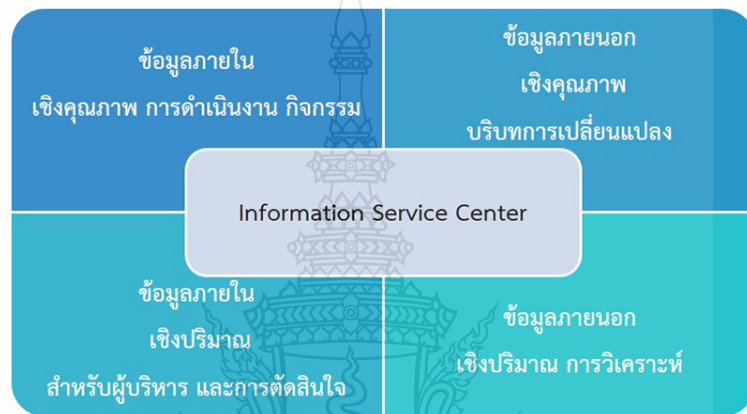 ข้อมูลภายใน
เชิงคุณภาพ การดำเนินงาน กิจกรรม
ข้อมูลภายนอก
เชิงคุณภาพ
บริบทการเปลี่ยนแปลง
Information Service Center
ข้อมูลภายใน
เชิงปริมาณ
สำหรับผู้บริหาร และการตัดสินใจ
ข้อมูลภายนอก
เชิงปริมาณ การวิเคราะห์